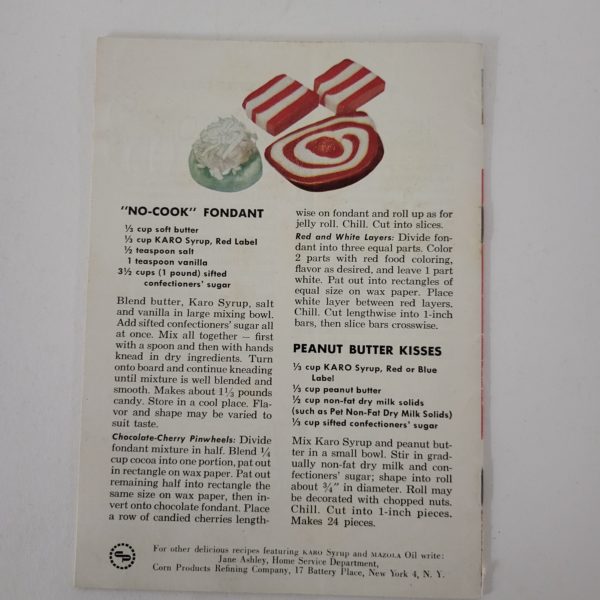 "NO-COOK" FONDANT
⅓ cup soft butter
⅓ cup KARO Syrup, Red Label
½ teaspoon salt
1 teaspoon vanilla
3½ cups (1 pound) sifted
confectioners' sugar
Blend butter, Karo Syrup, salt
and vanilla in large mixing bowl.
Add sifted confectioners' sugar all
at once. Mix all together — first
with a spoon and then with hands
knead in dry ingredients. Turn
onto board and continue kneading
until mixture is well blended and
smooth. Makes about 1⅓ pounds
candy. Store in a cool place. Fla-
vor and shape may be varied to
suit taste.
Chocolate-Cherry Pinwheels: Divide
fondant mixture in half. Blend ¼
cup cocoa into one portion, pat out
in rectangle on wax paper. Pat out
remaining half into rectangle the
same size on wax paper, then in-
vert onto chocolate fondant. Place
a row of candied cherries length-
wise on fondant and roll up as for
jelly roll. Chill. Cut into slices.
Red and White Layers: Divide fon-
dant into three equal parts. Color
2 parts with red food coloring,
flavor as desired, and leave 1 part
white. Pat out into rectangles of
equal size on wax paper. Place
white layer between red layers.
Chill. Cut lengthwise into 1-inch
bars, then slice bars crosswise.
PEANUT BUTTER KISSES
⅓ cup KARO Syrup, Red or Blue
Label
⅓ cup peanut butter
½ cup non-fat dry milk solids
(such as Pet Non-Fat Dry Milk Solids)
⅓ cup sifted confectioners' sugar
Mix Karo Syrup and peanut but-
ter in a small bowl. Stir in grad-
ually non-fat dry milk and con-
fectioners' sugar; shape into roll
about ¾" in diameter. Roll may
be decorated with chopped nuts.
Chill. Cut into 1-inch pieces.
Makes 24 pieces.
For other delicious recipes featuring KARO Syrup and MAZOLA Oil write:
Jane Ashley, Home Service Department,
Corn Products Refining Company, 17 Battery Place, New York 4, N. Y.